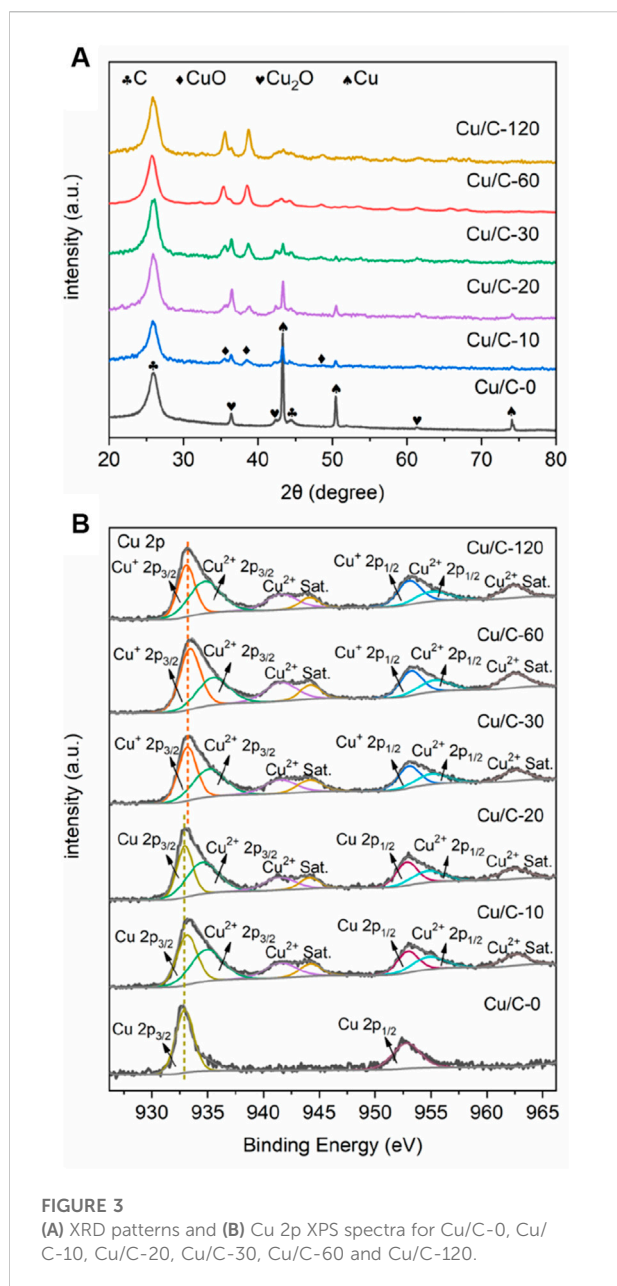 A
♣C ♦CuO ♥Cu₂O ♠Cu
Cu/C-120
Cu/C-60
Cu/C-30
Cu/C-20
Cu/C-10
Cu/C-0
intensity (a.u.)
20 30 40 50 60 70 80
2θ (degree)
B
Cu 2p
Cu/C-120
Cu⁺ 2p₃/₂ Cu²⁺ 2p₃/₂ Cu²⁺ Sat. Cu⁺ 2p₁/₂ Cu²⁺ 2p₁/₂ Cu²⁺ Sat.
Cu/C-60
Cu⁺ 2p₃/₂ Cu²⁺ 2p₃/₂ Cu²⁺ Sat. Cu⁺ 2p₁/₂ Cu²⁺ 2p₁/₂ Cu²⁺ Sat.
Cu/C-30
Cu⁺ 2p₃/₂ Cu²⁺ 2p₃/₂ Cu²⁺ Sat. Cu⁺ 2p₁/₂ Cu²⁺ 2p₁/₂ Cu²⁺ Sat.
Cu/C-20
Cu 2p₃/₂ Cu²⁺ 2p₃/₂ Cu²⁺ Sat. Cu 2p₁/₂ Cu²⁺ 2p₁/₂ Cu²⁺ Sat.
Cu/C-10
Cu 2p₃/₂ Cu²⁺ 2p₃/₂ Cu²⁺ Sat. Cu 2p₁/₂ Cu²⁺ 2p₁/₂ Cu²⁺ Sat.
Cu/C-0
Cu 2p₃/₂ Cu 2p₁/₂
intensity (a.u.)
930 935 940 945 950 955 960 965
Binding Energy (eV)
FIGURE 3
(A) XRD patterns and (B) Cu 2p XPS spectra for Cu/C-0, Cu/
C-10, Cu/C-20, Cu/C-30, Cu/C-60 and Cu/C-120.